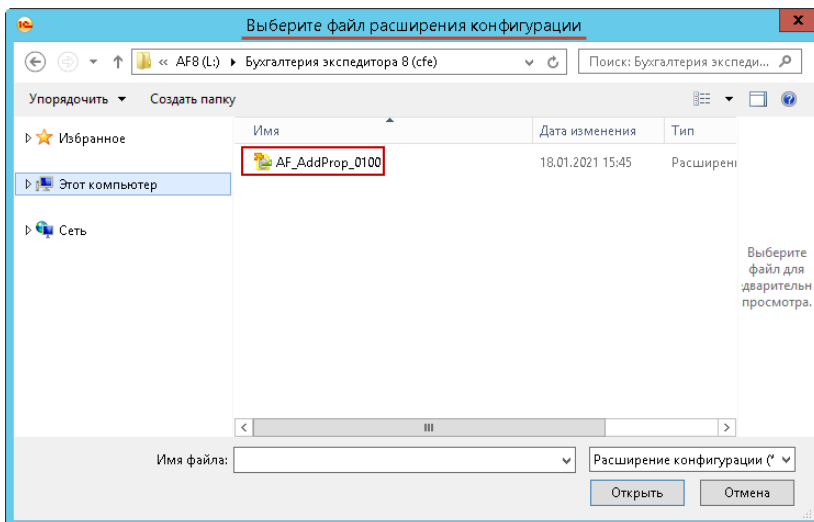 1С
Выберите файл расширения конфигурации
x
« AF8 (L:) Бухгалтерия экспедитора 8 (cfe)
Поиск: Бухгалтерия экспеди...
Упорядочить Создать папку
Имя Дата изменения Тип
Избранное
AF_AddProp_0100 18.01.2021 15:45 Расширени
Этот компьютер
Сеть
Выберите
файл для
едварительн
просмотра.
Имя файла: Расширение конфигурации (*
Открыть Отмена